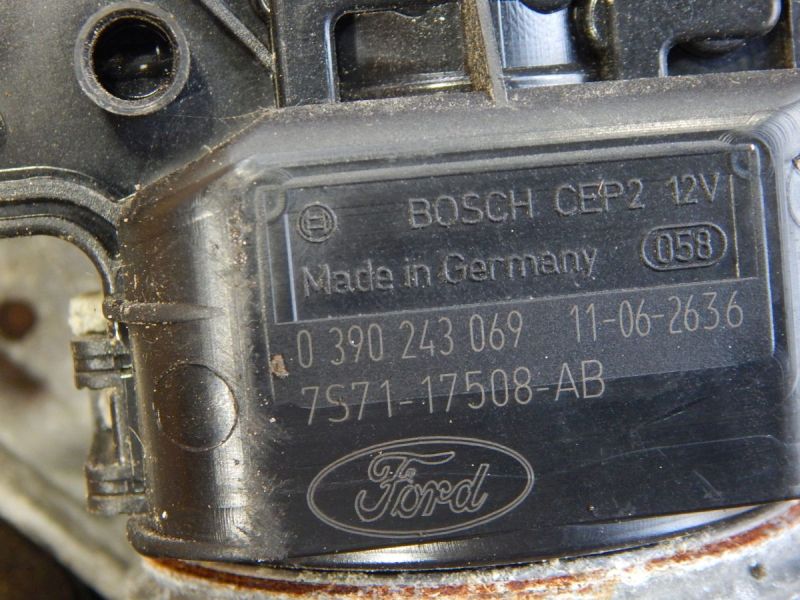 BOSCH CEP2 12V
Made in Germany 058
0 390 243 069 11-06-2636
7S71-17508-AB
Ford